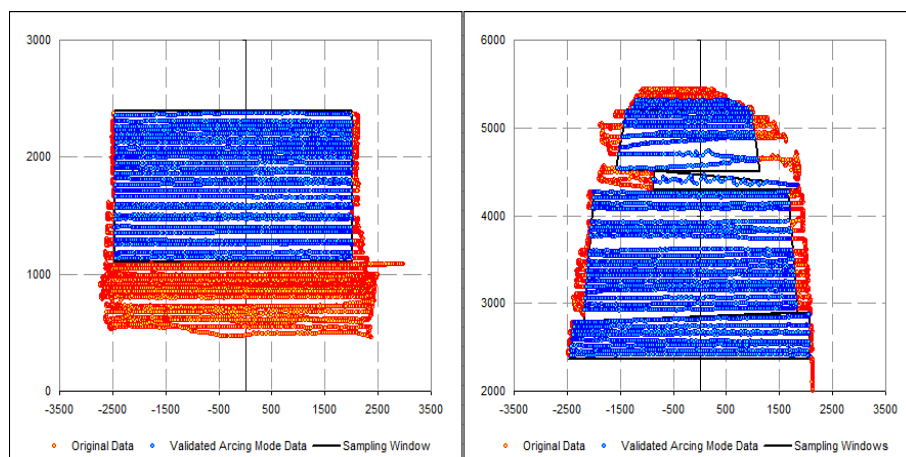 3000
2000
1000
0
-3500 -2500 -1500 -500 500 1500 2500 3500
Original Data Validated Arcing Mode Data Sampling Window
6000
5000
4000
3000
2000
-3500 -2500 -1500 -500 500 1500 2500 3500
Original Data Validated Arcing Mode Data Sampling Windows